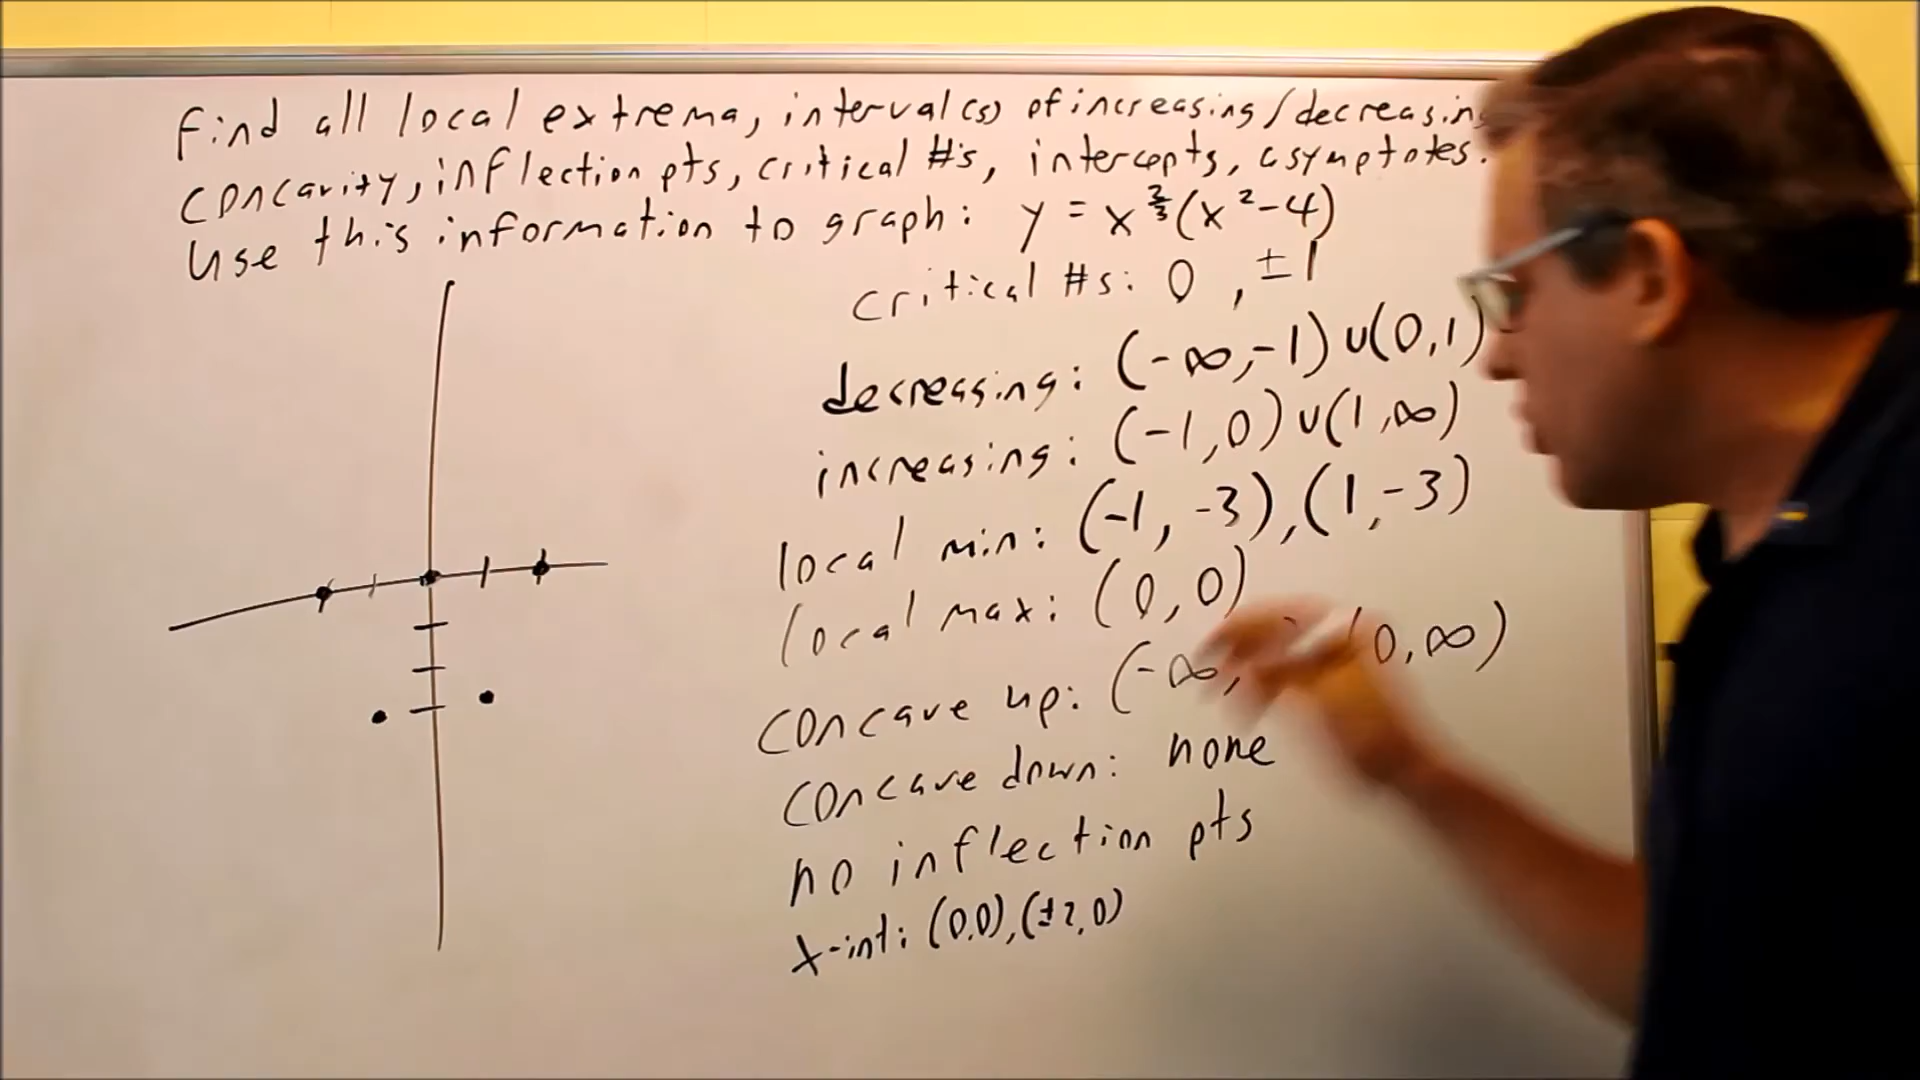 Find all local extrema, interval(s) of increasing/decreasing
concavity, inflection pts, critical #'s, intercepts, asymptotes.
Use this information to graph: y = x^⅔(x²-4)
critical #s: 0, ±1
decreasing: (-∞,-1) ∪ (0,1)
increasing: (-1,0) ∪ (1,∞)
local min: (-1, -3), (1,-3)
local max: (0,0)
concave up: (-∞, 0,∞)
concave down: none
no inflection pts
x-int: (0,0), (±2,0)